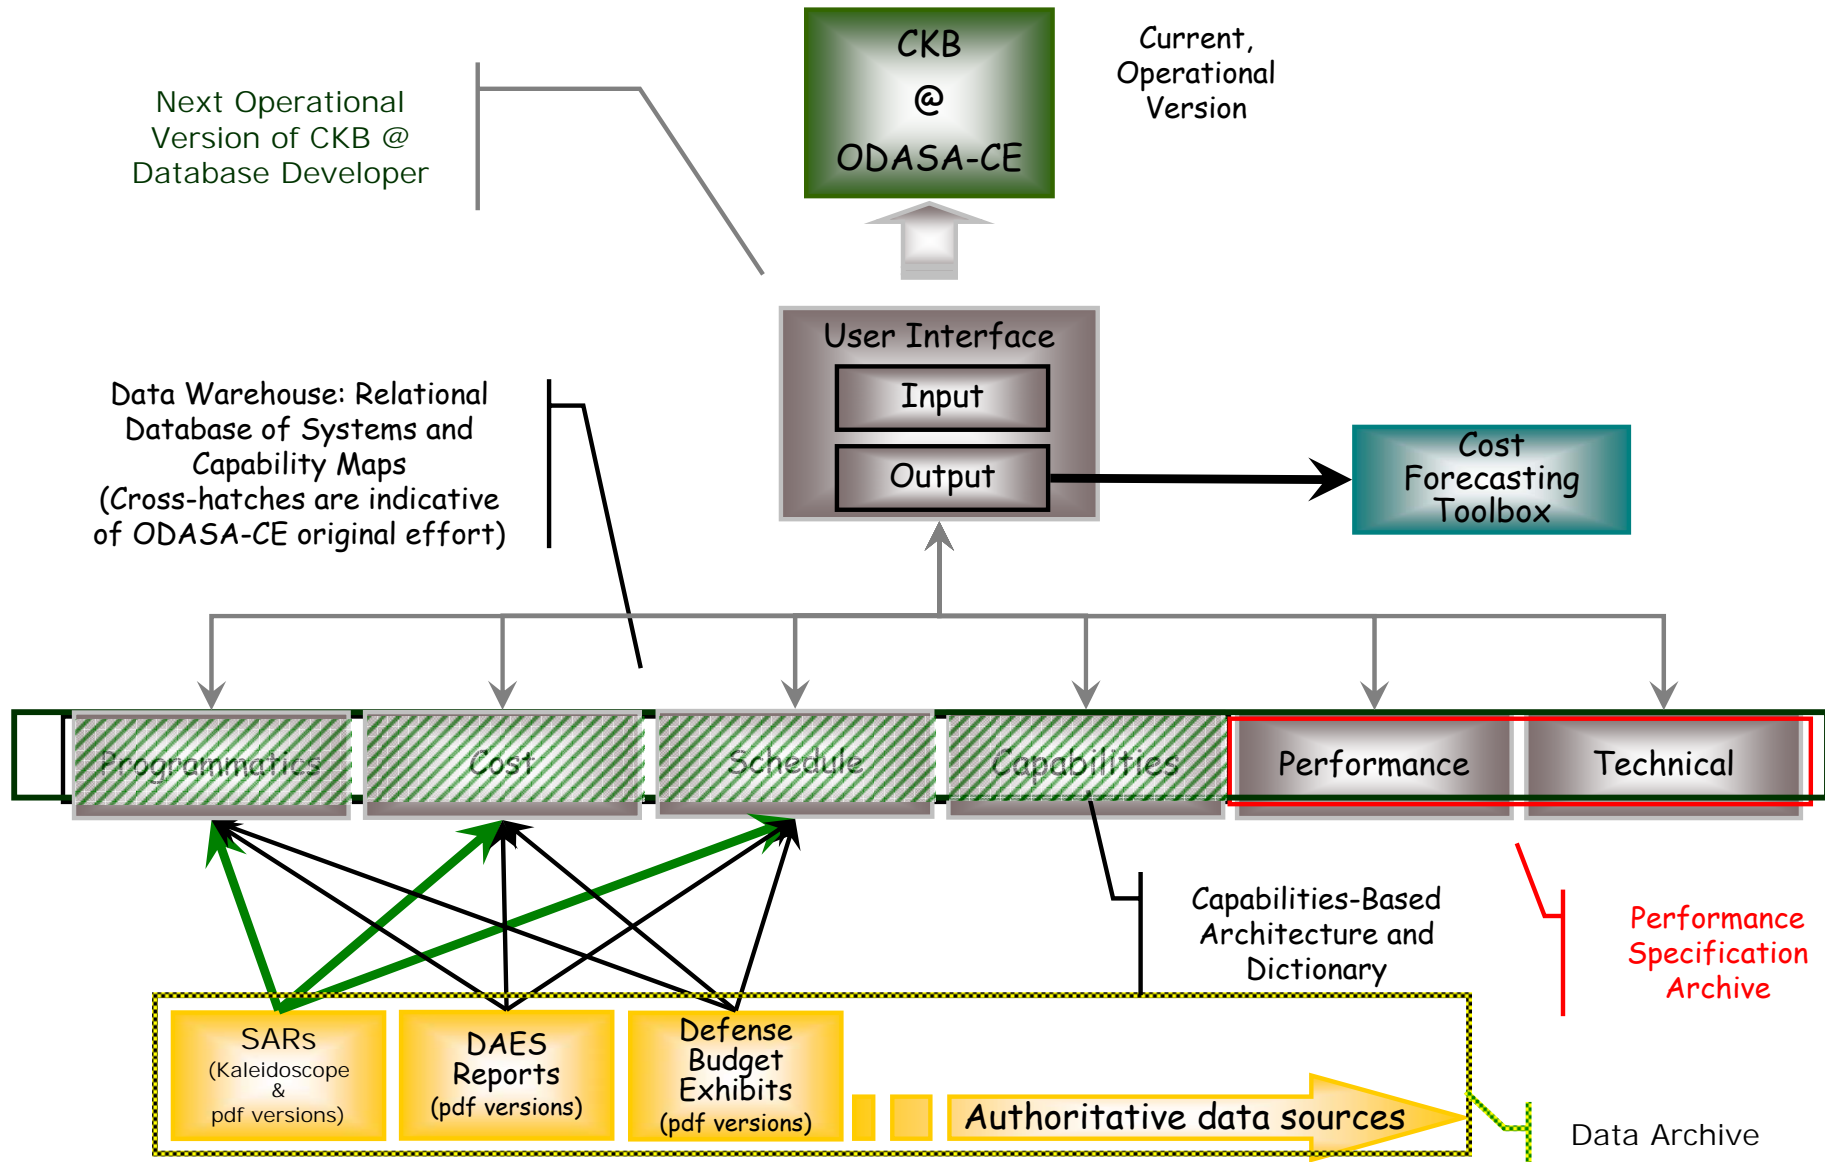 CKB
@
ODASA-CE
Current,
Operational
Version
Next Operational
Version of CKB @
Database Developer
User Interface
Input
Output
Cost
Forecasting
Toolbox
Data Warehouse: Relational
Database of Systems and
Capability Maps
(Cross-hatches are indicative
of ODASA-CE original effort)
Programmatics
Cost
Schedule
Capabilities
Performance
Technical
Capabilities-Based
Architecture and
Dictionary
Performance
Specification
Archive
SARs
(Kaleidoscope
&
pdf versions)
DAES
Reports
(pdf versions)
Defense
Budget
Exhibits
(pdf versions)
Authoritative data sources
Data Archive